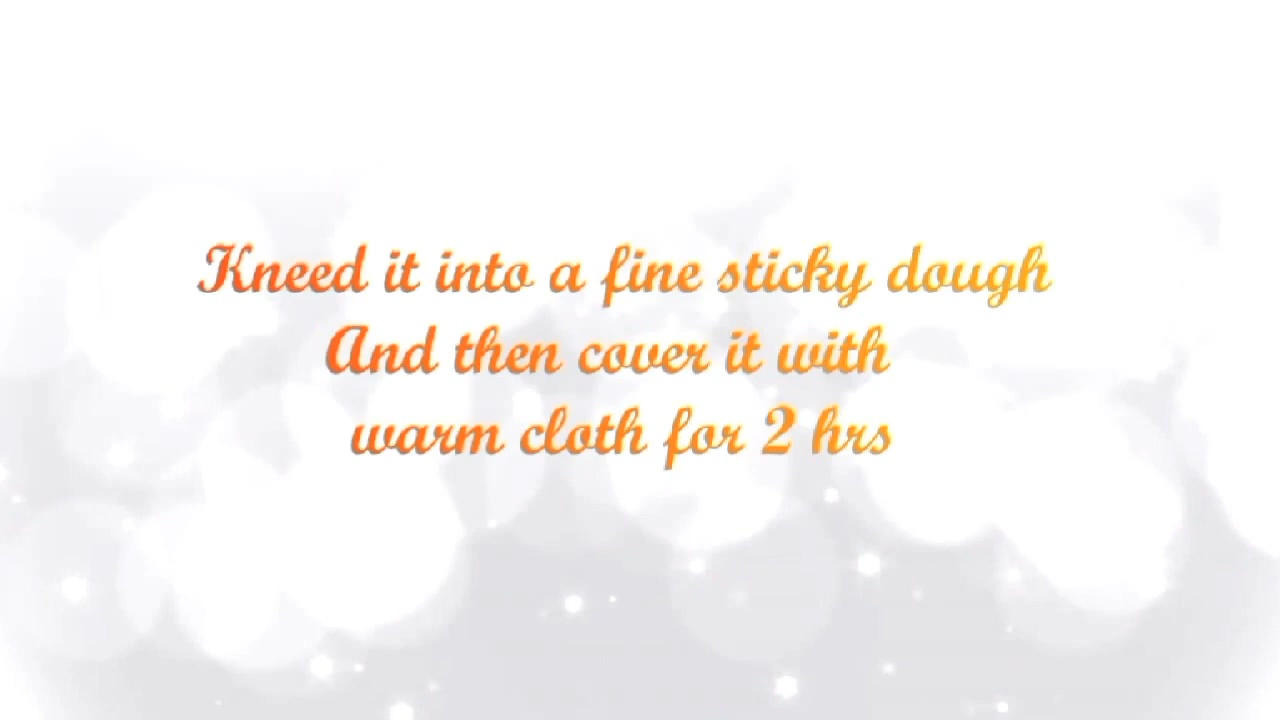 Kneed it into a fine sticky dough
And then cover it with
warm cloth for 2 hrs